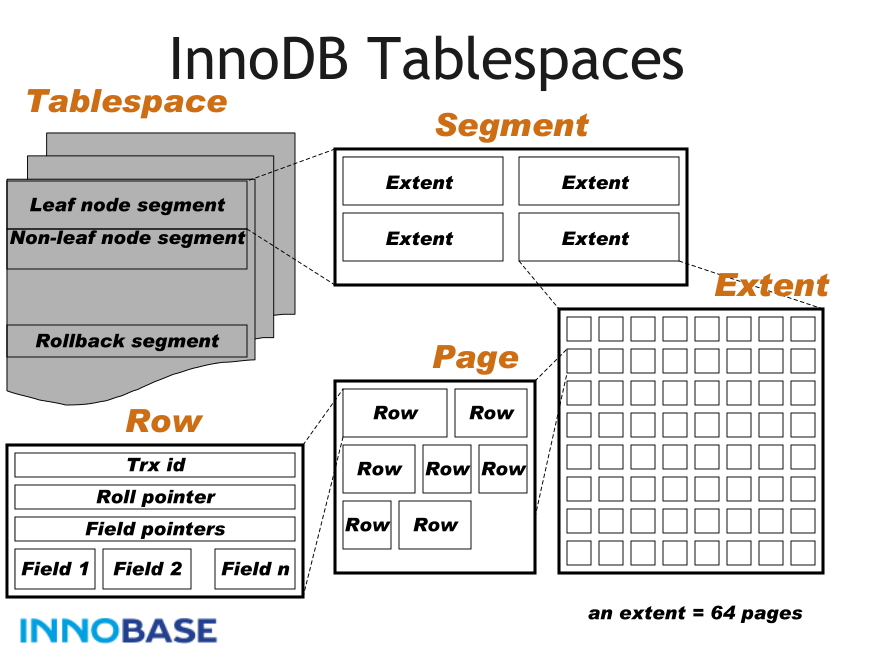 InnoDB Tablespaces
Tablespace
Segment
Leaf node segment
Non-leaf node segment
Rollback segment
Extent Extent
Extent Extent
Extent
Page
Row Row
Row Row Row
Row Row
Row
Trx id
Roll pointer
Field pointers
Field 1 Field 2 Field n
an extent = 64 pages
INNOBASE